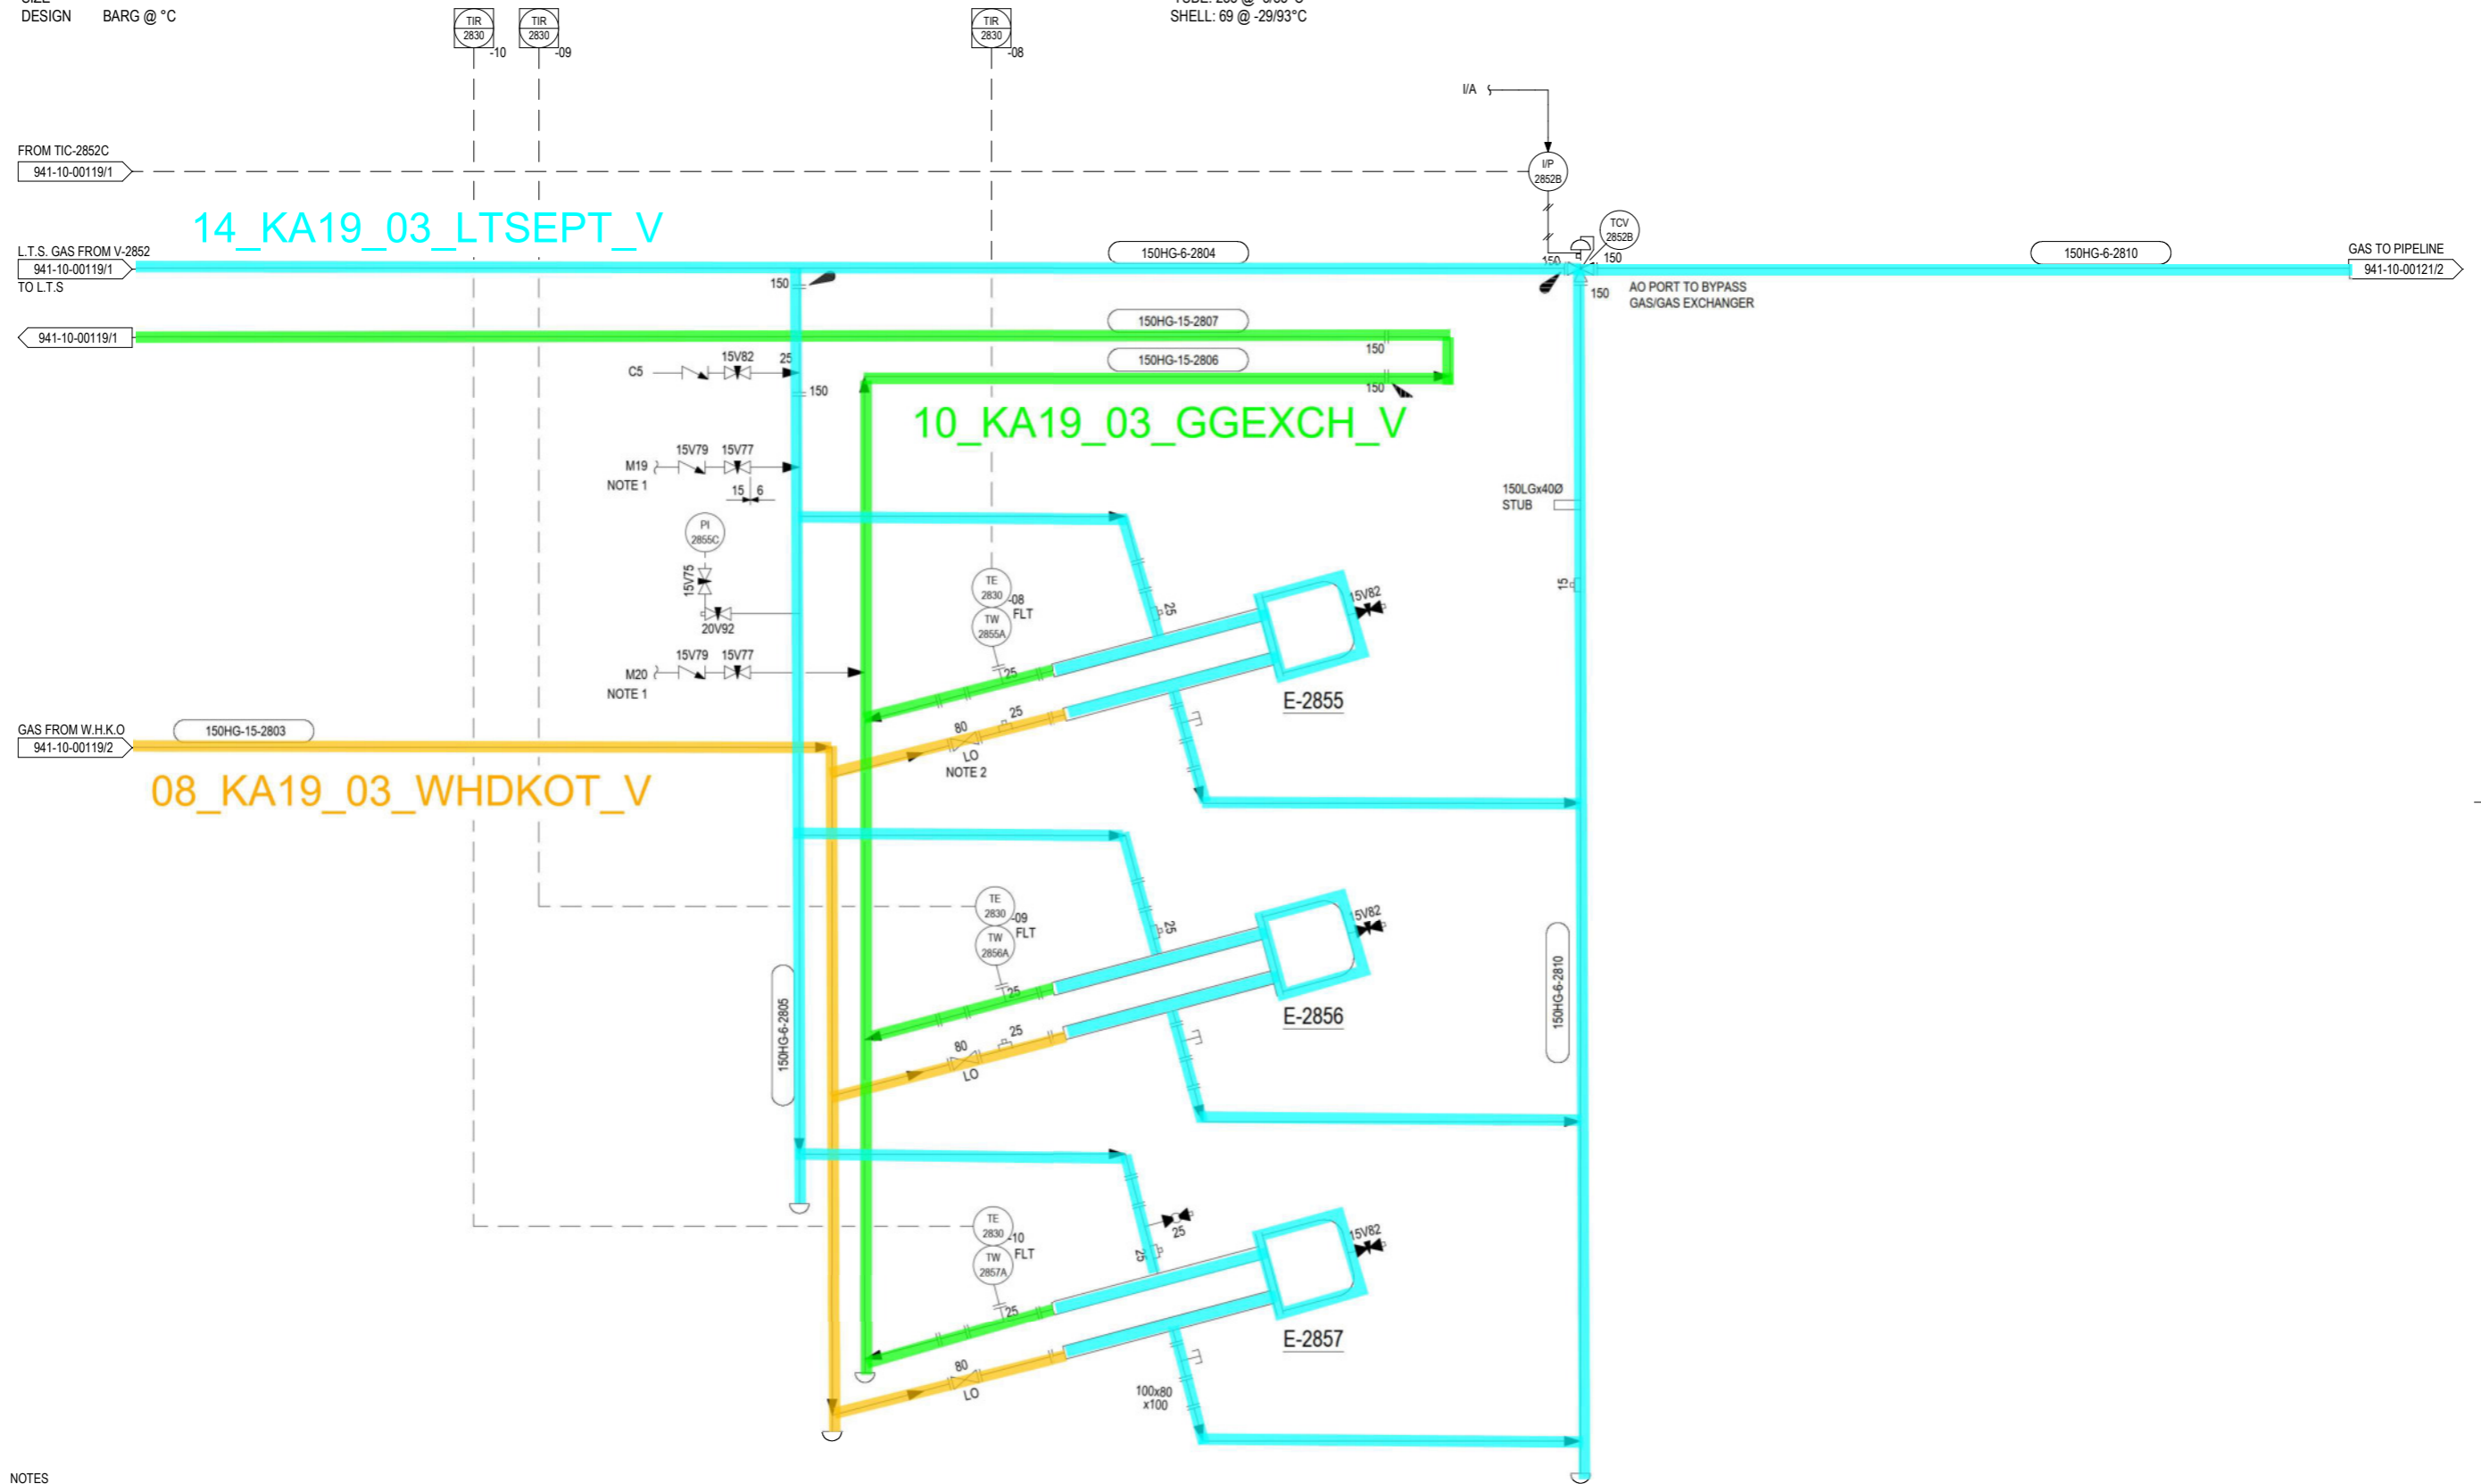 DESIGN BARG @ °C
SHELL: 69 @ -29/93°C
TIR
2830
-10
TIR
2830
-09
TIR
2830
-08
I/A
FROM TIC-2852C
941-10-00119/1
I/P
2852B
TCV
2852B
14_KA19_03_LTSEPT_V
L.T.S. GAS FROM V-2852
941-10-00119/1
TO L.T.S
150HG-6-2804
150
150
150HG-6-2810
GAS TO PIPELINE
941-10-00121/2
150
150
AO PORT TO BYPASS
GAS/GAS EXCHANGER
941-10-00119/1
150HG-15-2807
150
150HG-15-2806
150
C5
15V82
25
150
10_KA19_03_GGEXCH_V
M19
15V79
15V77
NOTE 1
15
6
150LGx40Ø
STUB
PI
2855C
15V75
20V92
15
TE
2830
-08
FLT
TW
2855A
25
25
15V82
M20
15V79
15V77
NOTE 1
E-2855
GAS FROM W.H.K.O
941-10-00119/2
150HG-15-2803
80
25
LO
NOTE 2
08_KA19_03_WHDKOT_V
TE
2830
-09
FLT
TW
2856A
25
25
15V82
E-2856
80
25
LO
150HG-6-2805
150HG-6-2810
TE
2830
-10
FLT
TW
2857A
25
25
25
15V82
E-2857
80
LO
100x80
x100
NOTES